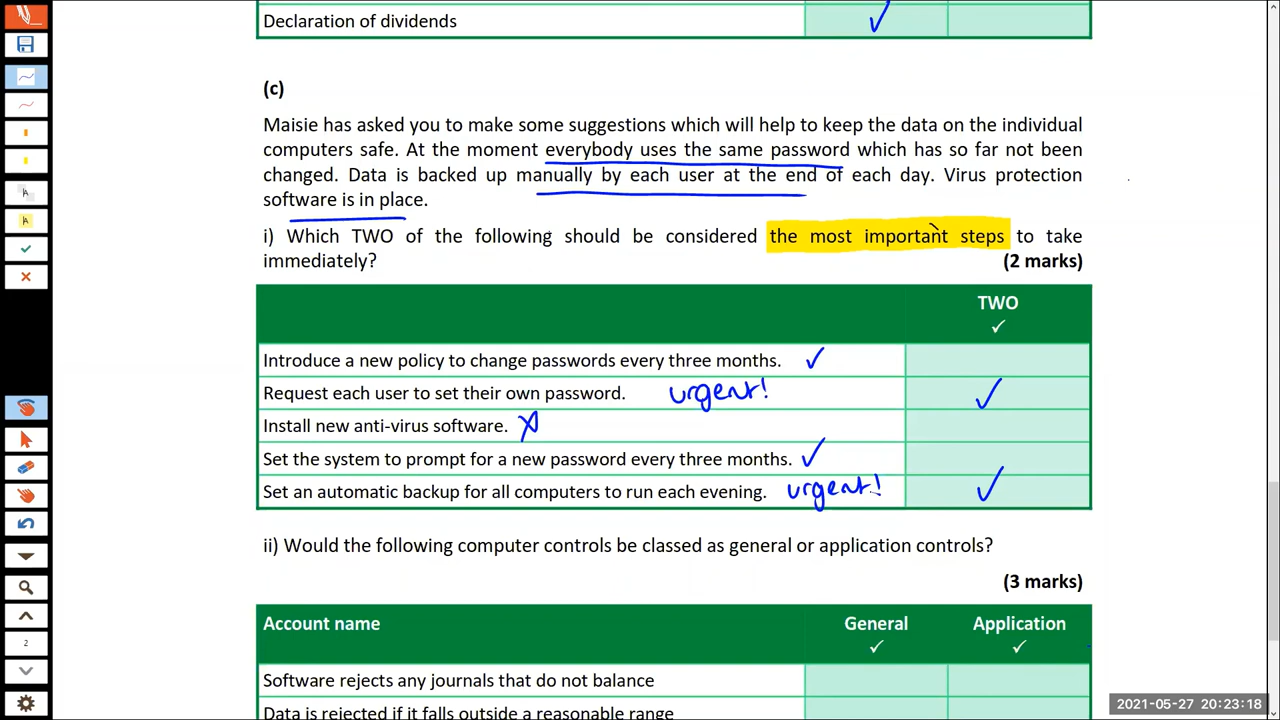 Declaration of dividends ✓
(c)
Maisie has asked you to make some suggestions which will help to keep the data on the individual
computers safe. At the moment everybody uses the same password which has so far not been
changed. Data is backed up manually by each user at the end of each day. Virus protection
software is in place.
i) Which TWO of the following should be considered the most important steps to take
immediately? (2 marks)
TWO
✓
Introduce a new policy to change passwords every three months. ✓
Request each user to set their own password. urgent! ✓
Install new anti-virus software. X
Set the system to prompt for a new password every three months. ✓
Set an automatic backup for all computers to run each evening. urgent! ✓
ii) Would the following computer controls be classed as general or application controls?
(3 marks)
Account name General Application
✓ ✓
Software rejects any journals that do not balance
Data is rejected if it falls outside a reasonable range
2
2021-05-27 20:23:18